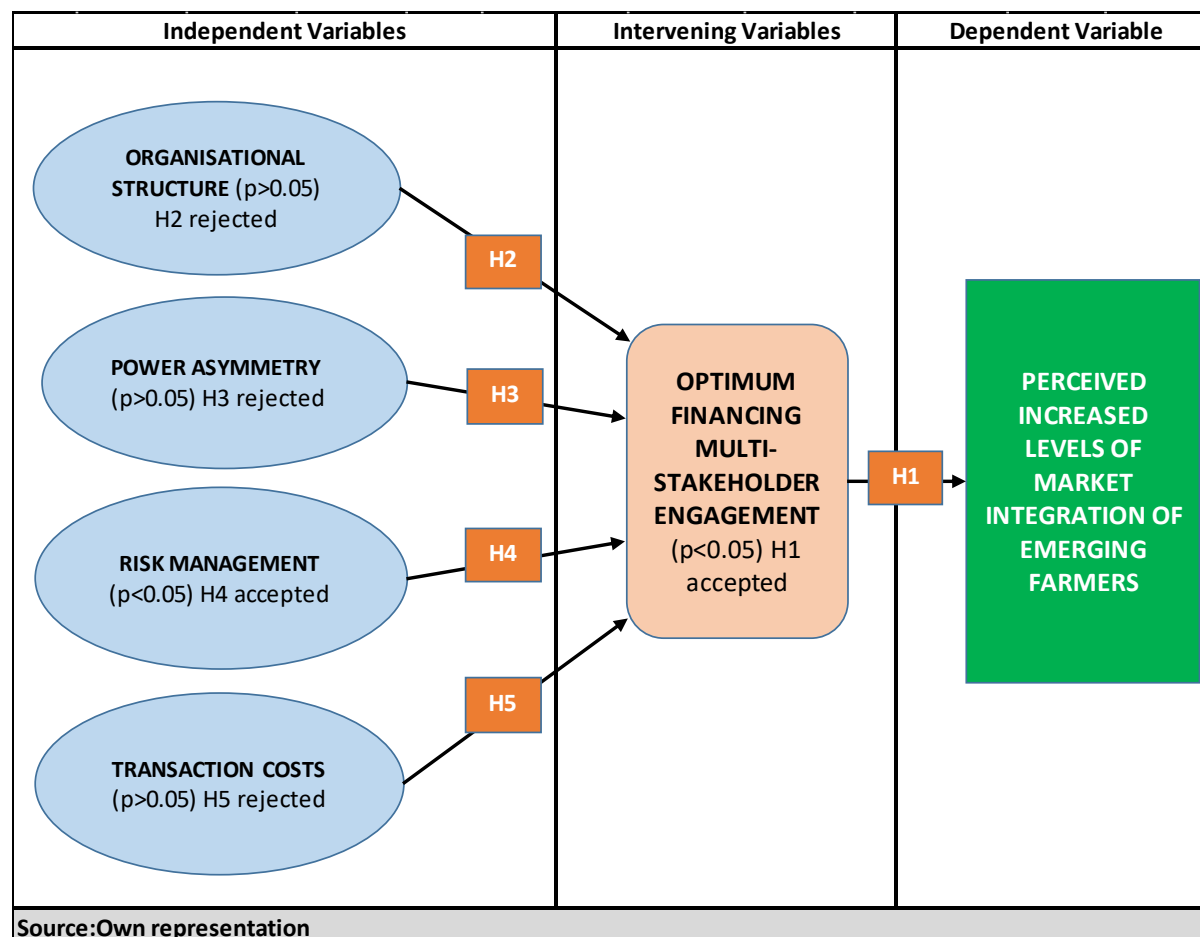 Independent Variables
Intervening Variables
Dependent Variable
ORGANISATIONAL
STRUCTURE (p>0.05)
H2 rejected
H2
POWER ASYMMETRY
(p>0.05) H3 rejected
H3
RISK MANAGEMENT
(p<0.05) H4 accepted
H4
TRANSACTION COSTS
(p>0.05) H5 rejected
H5
OPTIMUM
FINANCING
MULTI-
STAKEHOLDER
ENGAGEMENT
(p<0.05) H1
accepted
H1
PERCEIVED
INCREASED
LEVELS OF
MARKET
INTEGRATION OF
EMERGING
FARMERS
Source:Own representation